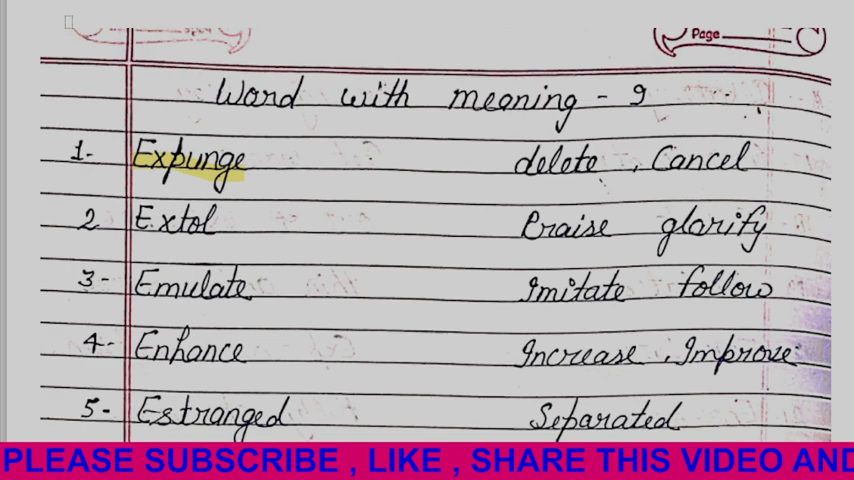 Page
Word with meaning - 9
1- Expunge delete , Cancel
2 Extol Praise glarify
3- Emulate Imitate follow
4- Enhance Increase , Improve
5- Estranged Separated
PLEASE SUBSCRIBE , LIKE , SHARE THIS VIDEO AND